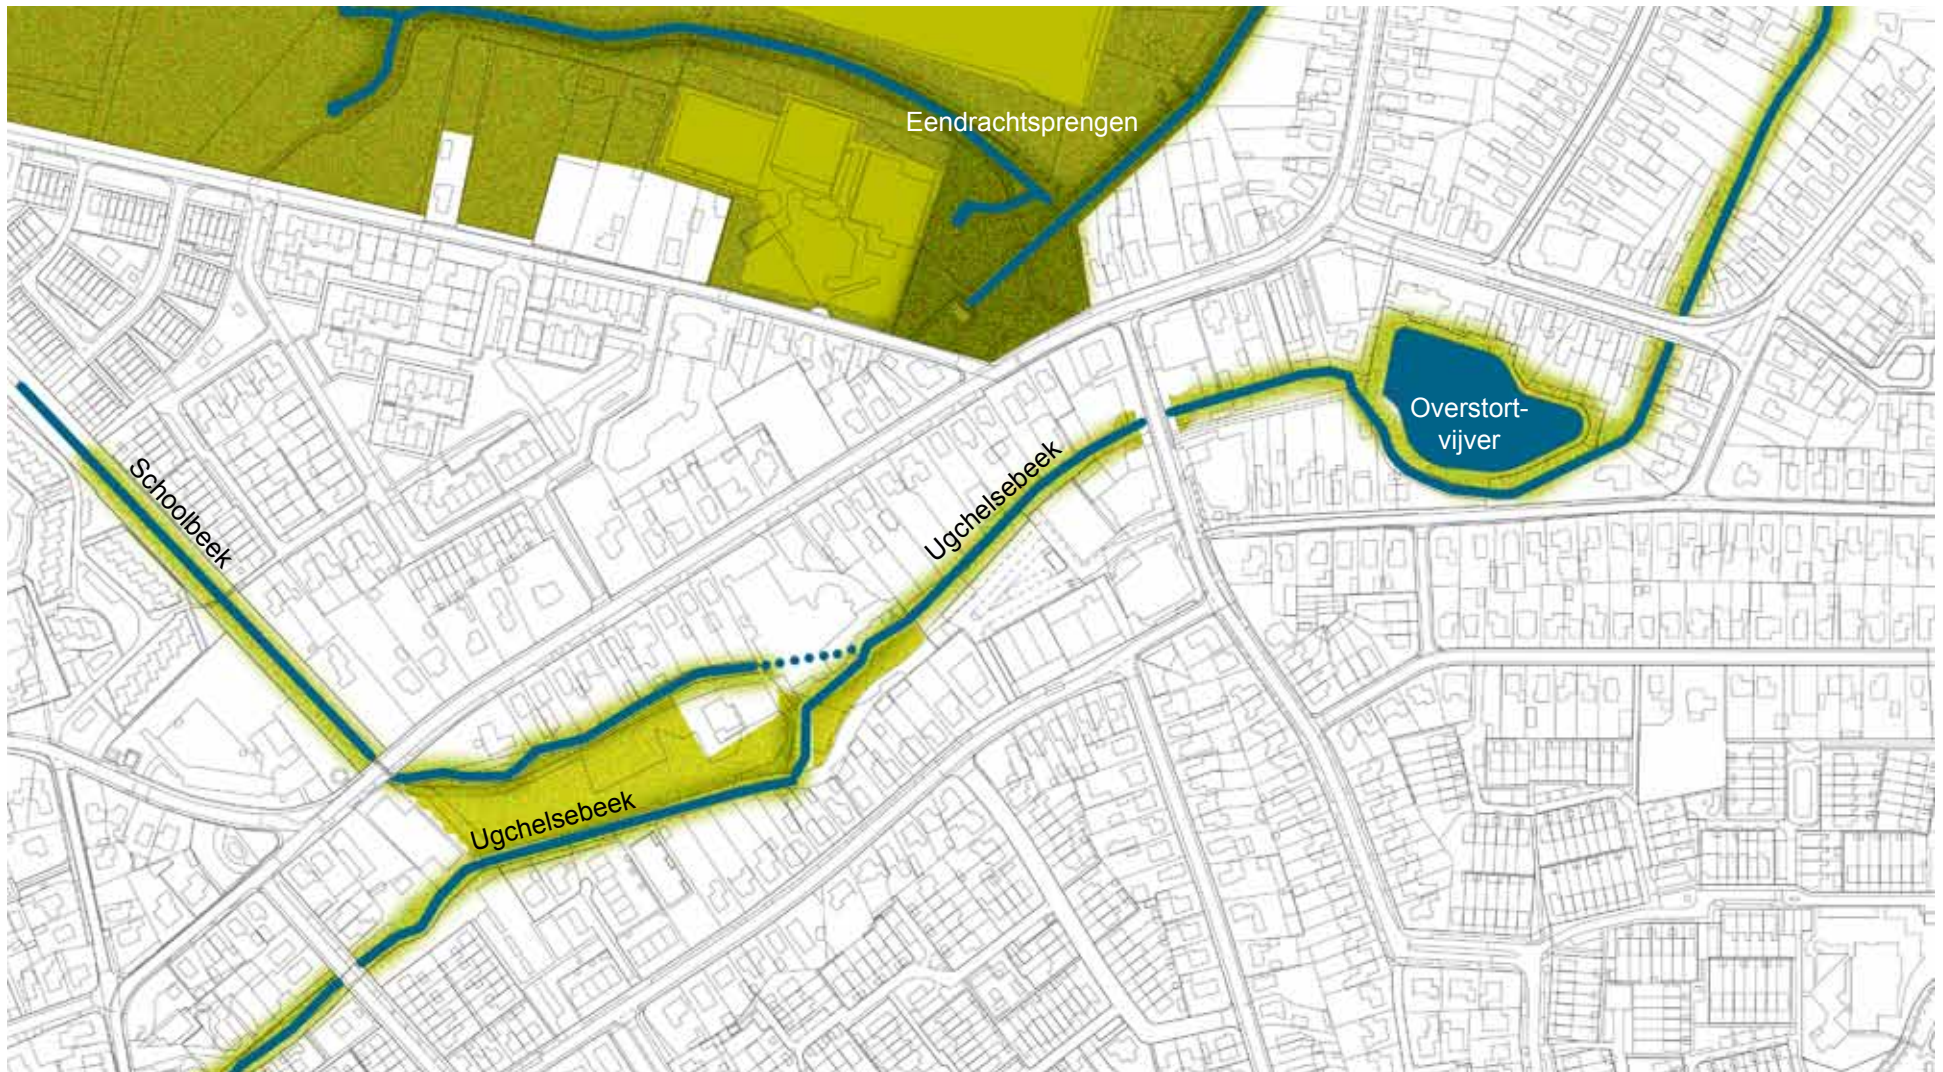 Eendrachtsprengen
Overstort-
vijver
Schoolbeek
Ugchelsebeek
Ugchelsebeek